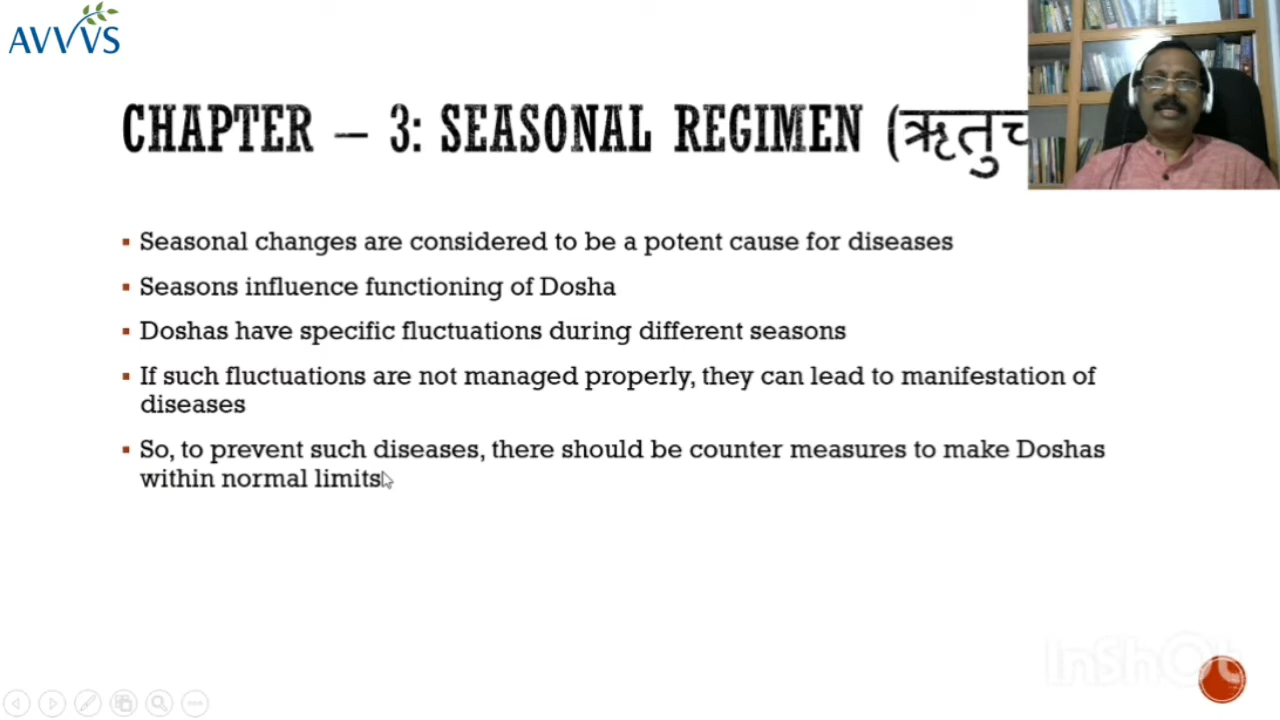 AVVVS
CHAPTER – 3: SEASONAL REGIMEN (ऋतुच
▪ Seasonal changes are considered to be a potent cause for diseases
▪ Seasons influence functioning of Dosha
▪ Doshas have specific fluctuations during different seasons
▪ If such fluctuations are not managed properly, they can lead to manifestation of
diseases
▪ So, to prevent such diseases, there should be counter measures to make Doshas
within normal limits
InShOt